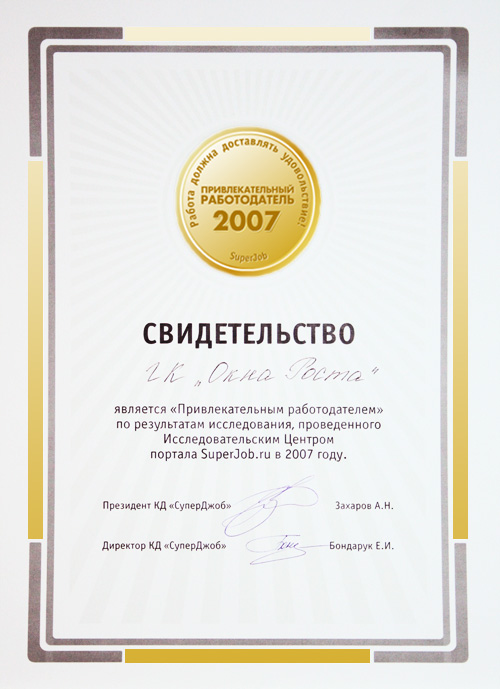 Работа должна доставлять удовольствие!
ПРИВЛЕКАТЕЛЬНЫЙ
РАБОТОДАТЕЛЬ
2007
SuperJob
СВИДЕТЕЛЬСТВО
ГК „Окна Роста"
является «Привлекательным работодателем»
по результатам исследования, проведенного
Исследовательским Центром
портала SuperJob.ru в 2007 году.
Президент КД «СуперДжоб» Захаров А.Н.
Директор КД «СуперДжоб» Бондарук Е.И.